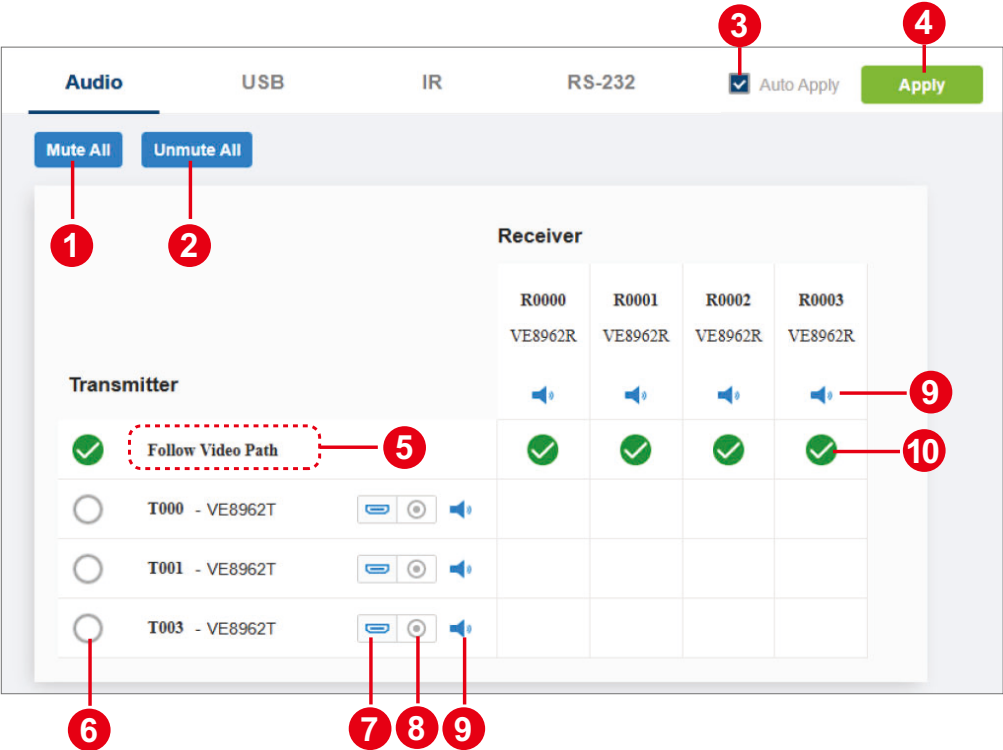 3 4
Audio USB IR RS-232 Auto Apply Apply
Mute All Unmute All
1 2
Receiver
R0000 R0001 R0002 R0003
VE8962R VE8962R VE8962R VE8962R
Transmitter 9
Follow Video Path 5 10
T000 - VE8962T
T001 - VE8962T
T003 - VE8962T
6 7 8 9